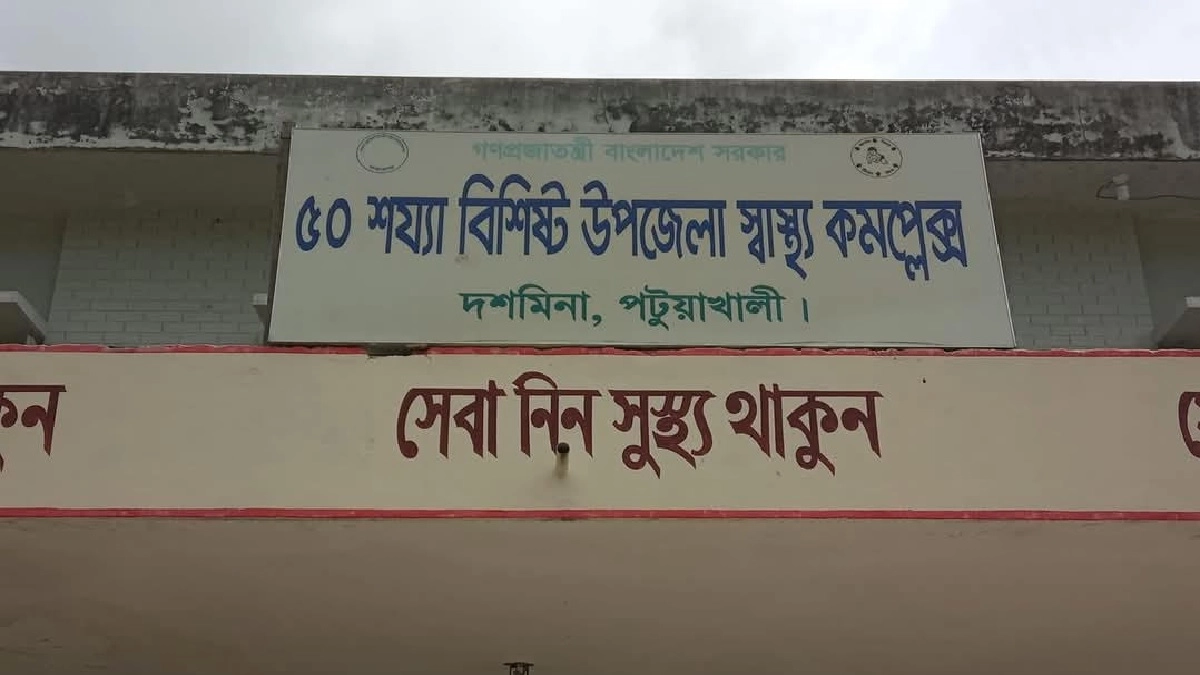 গণপ্রজাতন্ত্রী বাংলাদেশ সরকার
৫০ শয্যা বিশিষ্ট উপজেলা স্বাস্থ্য কমপ্লেক্স
দশমিনা, পটুয়াখালী।
কুন সেবা নিন সুস্থ্য থাকুন